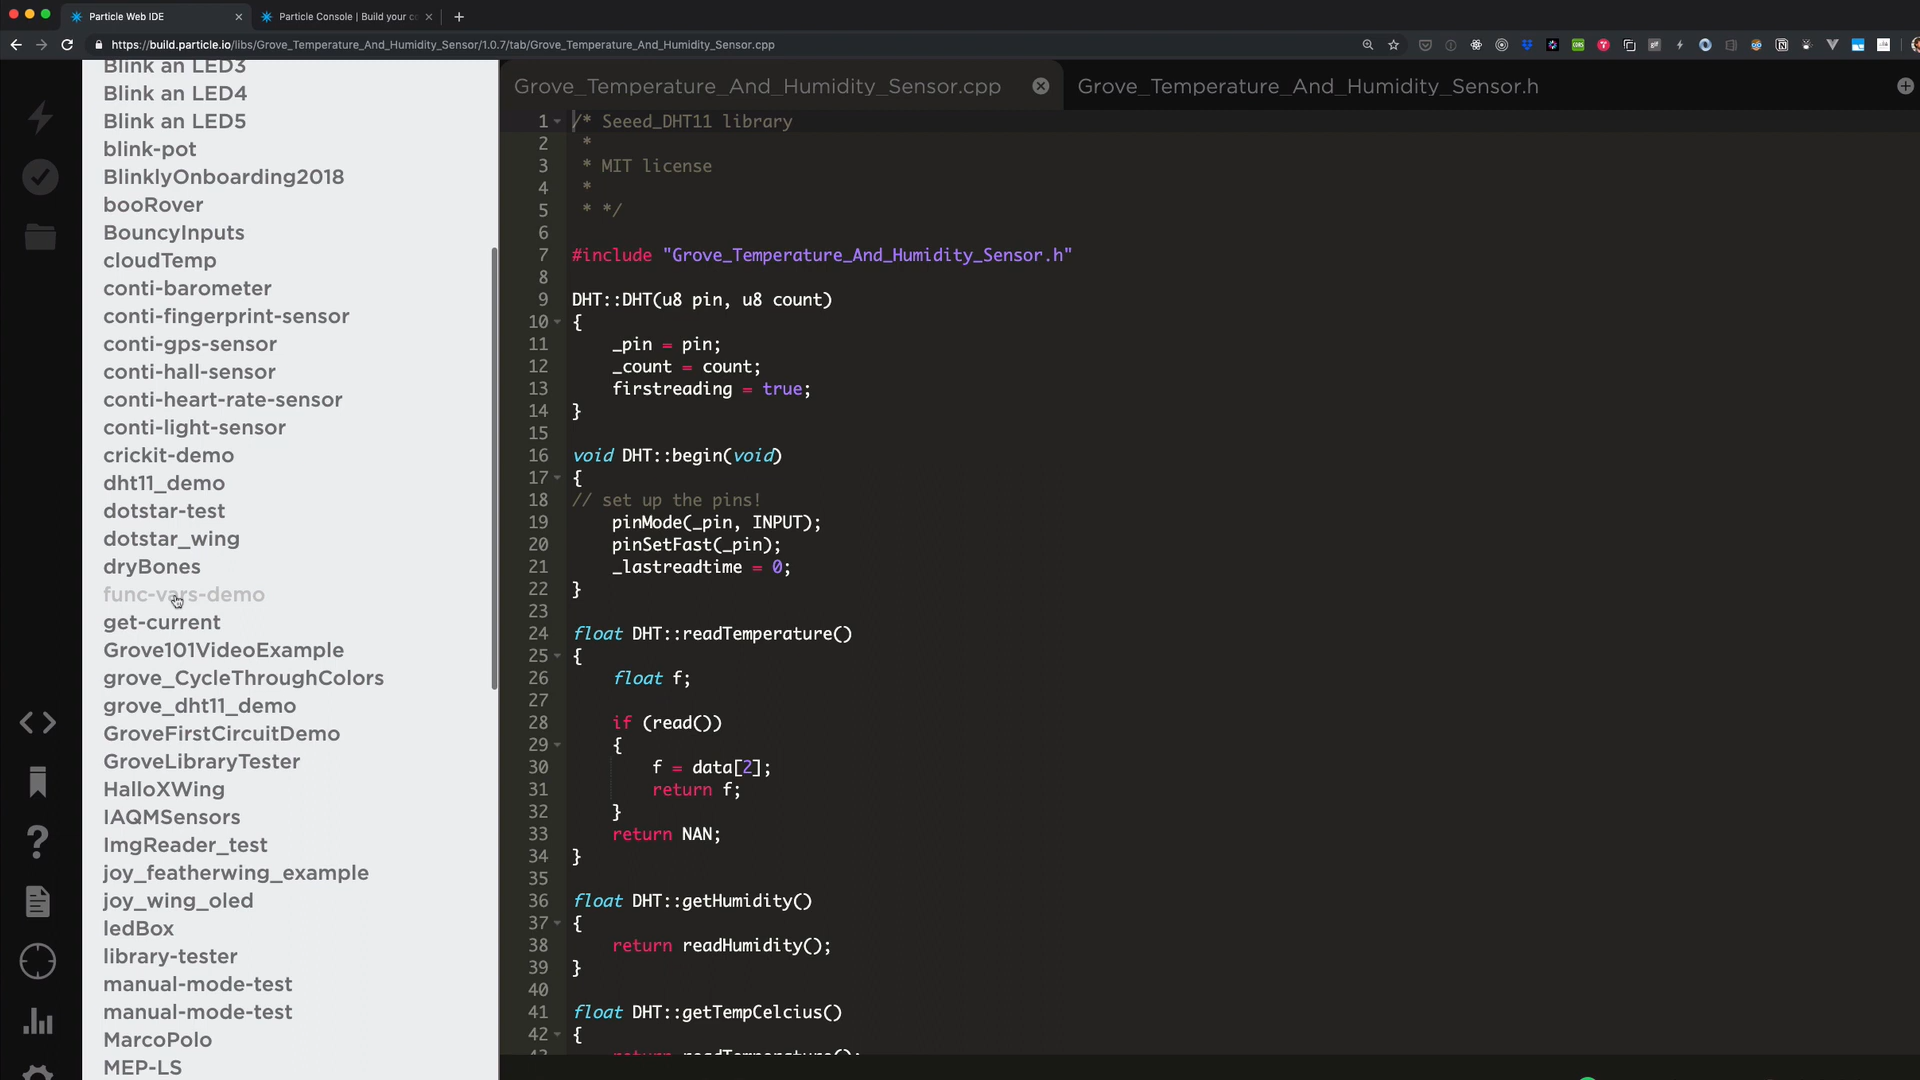 Particle Web IDE
Particle Console | Build your co
https://build.particle.io/libs/Grove_Temperature_And_Humidity_Sensor/1.0.7/tab/Grove_Temperature_And_Humidity_Sensor.cpp
Blink an LED3
Blink an LED4
Blink an LED5
blink-pot
BlinklyOnboarding2018
booRover
BouncyInputs
cloudTemp
conti-barometer
conti-fingerprint-sensor
conti-gps-sensor
conti-hall-sensor
conti-heart-rate-sensor
conti-light-sensor
crickit-demo
dht11_demo
dotstar-test
dotstar_wing
dryBones
func-vars-demo
get-current
Grove101VideoExample
grove_CycleThroughColors
grove_dht11_demo
GroveFirstCircuitDemo
GroveLibraryTester
HalloXWing
IAQMSensors
ImgReader_test
joy_featherwing_example
joy_wing_oled
ledBox
library-tester
manual-mode-test
manual-mode-test
MarcoPolo
MEP-LS
Grove_Temperature_And_Humidity_Sensor.cpp
Grove_Temperature_And_Humidity_Sensor.h
1 /* Seeed_DHT11 library
2 *
3 * MIT license
4 *
5 * */
6
7 #include "Grove_Temperature_And_Humidity_Sensor.h"
8
9 DHT::DHT(u8 pin, u8 count)
10 {
11 _pin = pin;
12 _count = count;
13 firstreading = true;
14 }
15
16 void DHT::begin(void)
17 {
18 // set up the pins!
19 pinMode(_pin, INPUT);
20 pinSetFast(_pin);
21 _lastreadtime = 0;
22 }
23
24 float DHT::readTemperature()
25 {
26 float f;
27
28 if (read())
29 {
30 f = data[2];
31 return f;
32 }
33 return NAN;
34 }
35
36 float DHT::getHumidity()
37 {
38 return readHumidity();
39 }
40
41 float DHT::getTempCelcius()
42 {
43 return readTemperature();